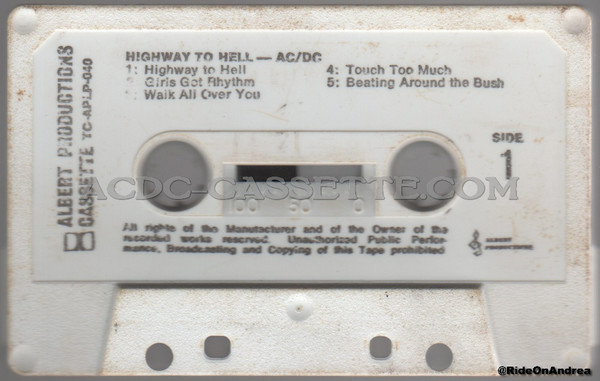 HIGHWAY TO HELL — AC/DC
1: Highway to Hell
: Girls Got Rhythm
: Walk All Over You
4: Touch Too Much
5: Beating Around the Bush
ALBERT PRODUCTIONS
CASSETTE TC-APLP-040
SIDE
1
ACDC-CASSETTE.COM
All rights of the Manufacturer and of the Owner of the
recorded works reserved. Unauthorized Public Perfor-
mance, Broadcasting and Copying of this Tape prohibited
ALBERT
PRODUCTIONS
@RideOnAndrea